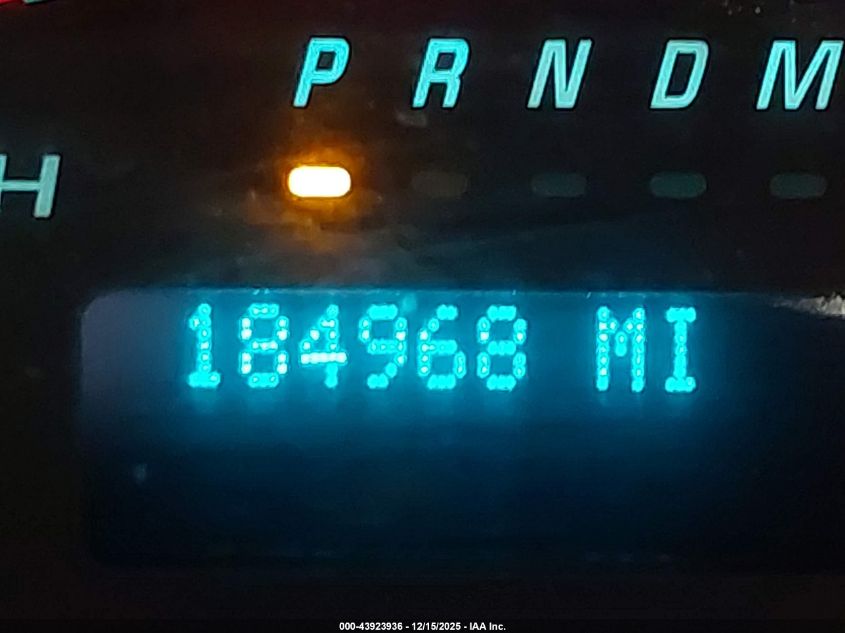 P R N D M
H
184968 MI
000-43923936 - 12/15/2025 - IAA Inc.